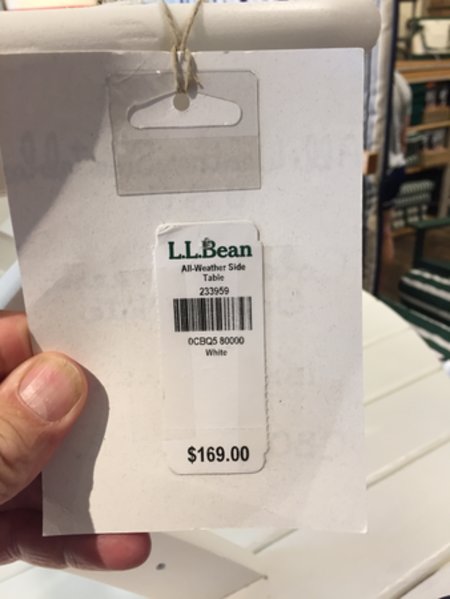 L.L.Bean
All-Weather Side
Table
233959
0CBQ5 80000
White
$169.00